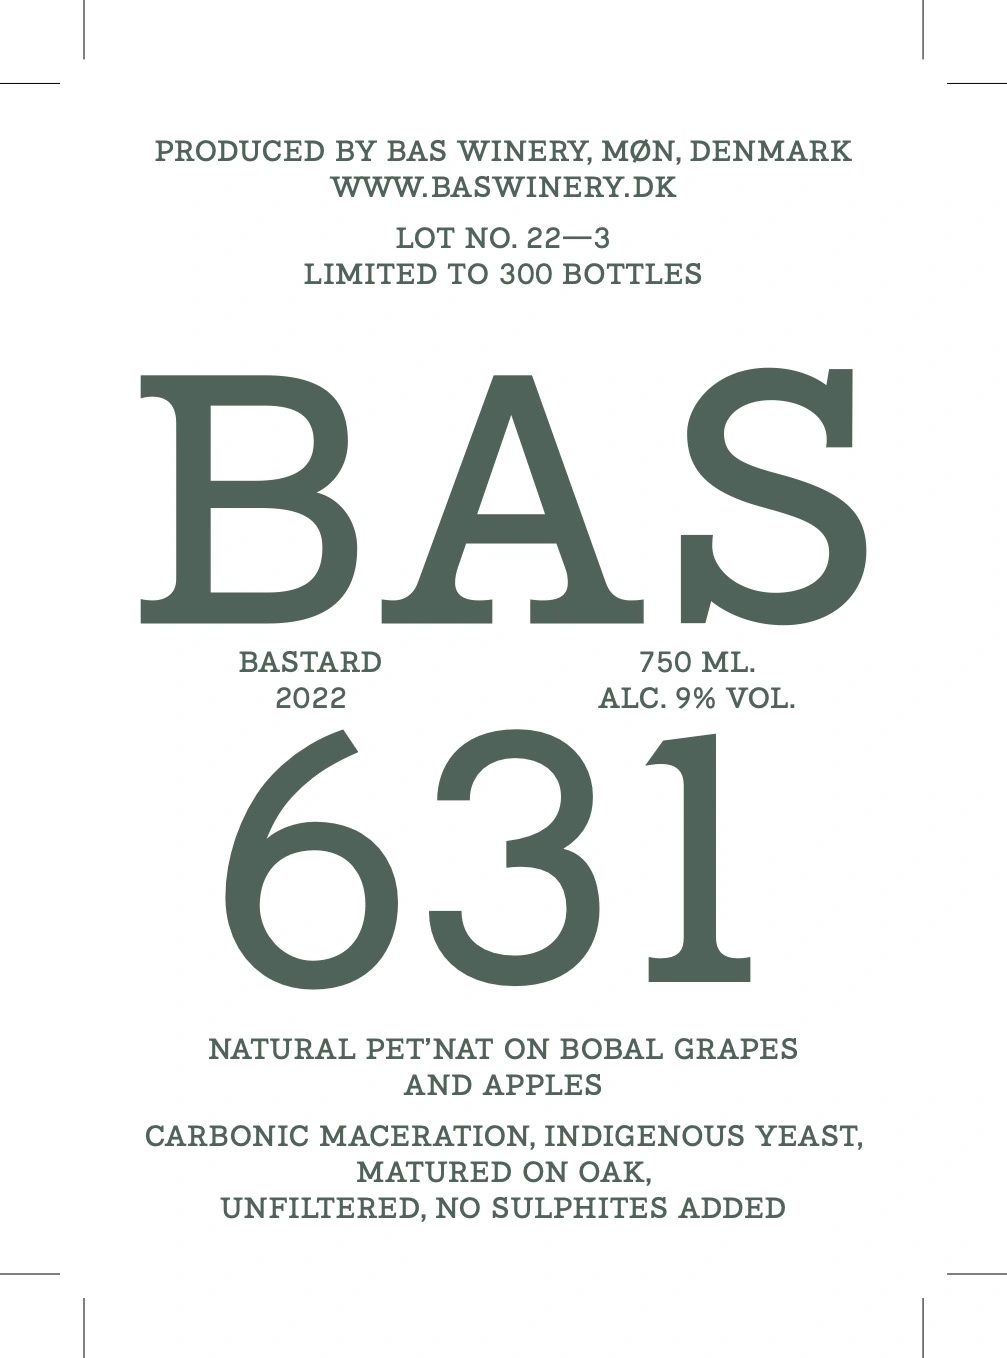 PRODUCED BY BAS WINERY, MØN, DENMARK
WWW.BASWINERY.DK
LOT NO. 22—3
LIMITED TO 300 BOTTLES
BAS
BASTARD
2022
750 ML.
ALC. 9% VOL.
631
NATURAL PET’NAT ON BOBAL GRAPES
AND APPLES
CARBONIC MACERATION, INDIGENOUS YEAST,
MATURED ON OAK,
UNFILTERED, NO SULPHITES ADDED